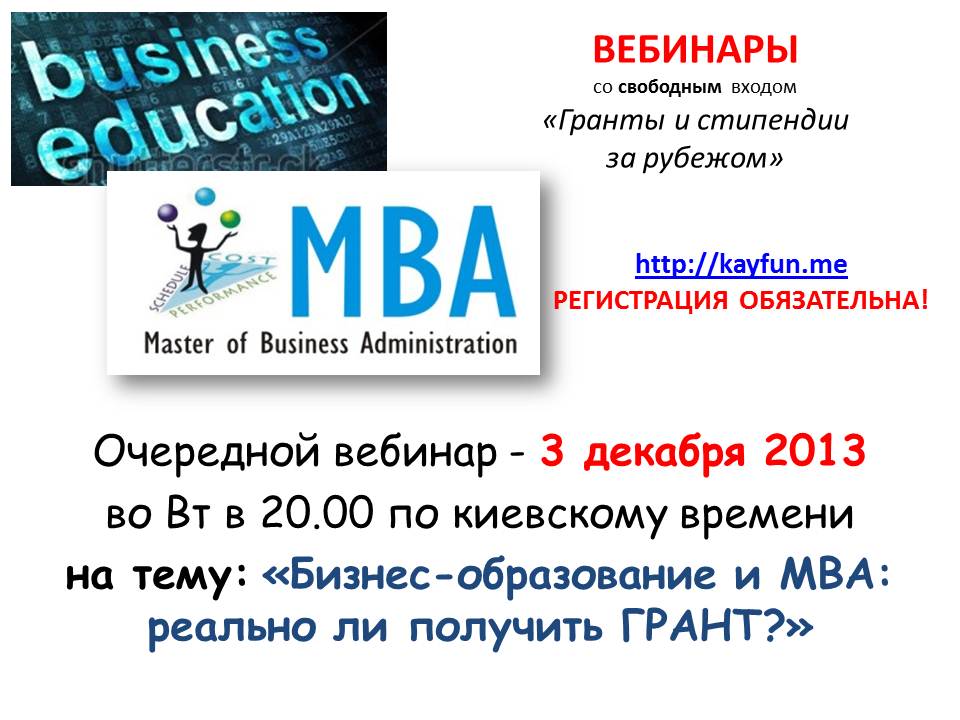 business
education
shutterstock
ВЕБИНАРЫ
со свободным входом
«Гранты и стипендии
за рубежом»
SCHEDULE
COST
PERFORMANCE
MBA
Master of Business Administration
http://kayfun.me
РЕГИСТРАЦИЯ ОБЯЗАТЕЛЬНА!
Очередной вебинар - 3 декабря 2013
во Вт в 20.00 по киевскому времени
на тему: «Бизнес-образование и МВА:
реально ли получить ГРАНТ?»